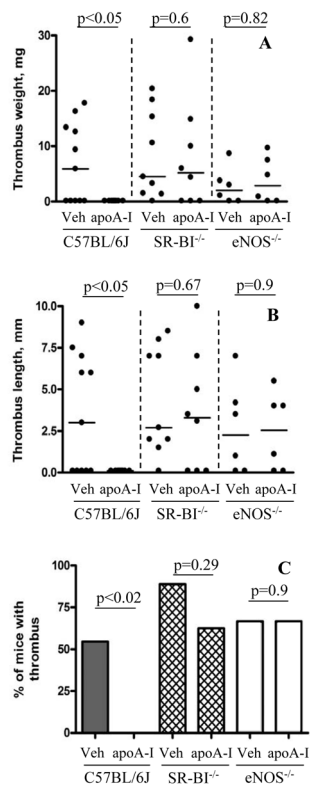 p<0.05
p=0.6
p=0.82
A
Thrombus weight, mg
30
20
10
0
Veh apoA-I Veh apoA-I Veh apoA-I
C57BL/6J SR-BI-/- eNOS-/-
p<0.05
p=0.67
p=0.9
B
Thrombus length, mm
10.0
7.5
5.0
2.5
0.0
Veh apoA-I Veh apoA-I Veh apoA-I
C57BL/6J SR-BI-/- eNOS-/-
p<0.02
p=0.29
p=0.9
C
% of mice with
thrombus
100
75
50
25
0
Veh apoA-I Veh apoA-I Veh apoA-I
C57BL/6J SR-BI-/- eNOS-/-